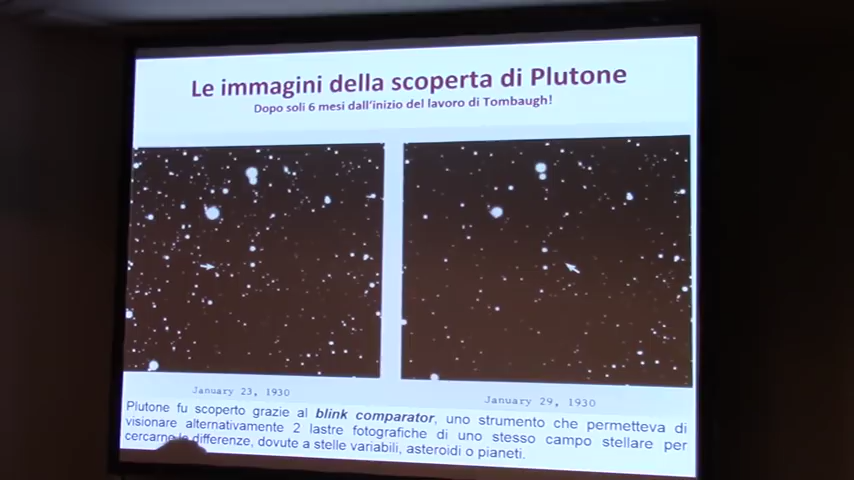 Le immagini della scoperta di Plutone
Dopo soli 6 mesi dall'inizio del lavoro di Tombaugh!
January 23, 1930
January 29, 1930
Plutone fu scoperto grazie al blink comparator, uno strumento che permetteva di
visionare alternativamente 2 lastre fotografiche di uno stesso campo stellare per
cercarne le differenze, dovute a stelle variabili, asteroidi o pianeti.